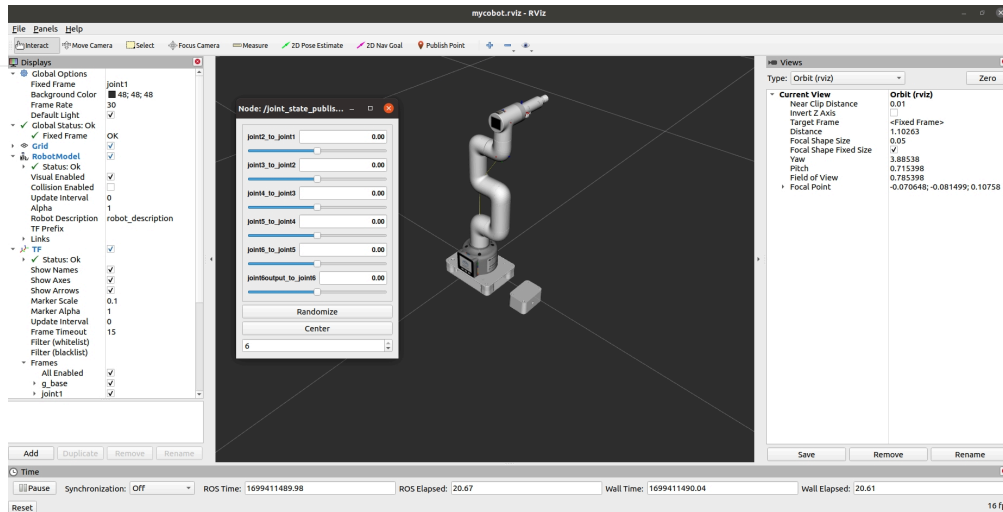 mycobot.rviz - RViz
File Panels Help
Interact Move Camera Select Focus Camera Measure 2D Pose Estimate 2D Nav Goal Publish Point
Displays
Global Options
Fixed Frame joint1
Background Color 48; 48; 48
Frame Rate 30
Default Light
Global Status: Ok
Fixed Frame OK
Grid
RobotModel
Status: Ok
Visual Enabled
Collision Enabled
Update Interval 0
Alpha 1
Robot Description robot_description
TF Prefix
Links
TF
Status: Ok
Show Names
Show Axes
Show Arrows
Marker Scale 0.1
Marker Alpha 1
Update Interval 0
Frame Timeout 15
Filter (whitelist)
Filter (blacklist)
Frames
All Enabled
g_base
joint1
Add Duplicate Remove Rename
Node: /joint_state_publis...
joint2_to_joint1 0.00
joint3_to_joint2 0.00
joint4_to_joint3 0.00
joint5_to_joint4 0.00
joint6_to_joint5 0.00
joint6output_to_joint6 0.00
Randomize
Center
6
Views
Type: Orbit (rviz) Zero
Current View Orbit (rviz)
Near Clip Distance 0.01
Invert Z Axis
Target Frame <Fixed Frame>
Distance 1.10263
Focal Shape Size 0.05
Focal Shape Fixed Size
Yaw 3.88538
Pitch 0.715398
Field of View 0.785398
Focal Point -0.070648; -0.081499; 0.10758
Save Remove Rename
Time
Pause Synchronization: Off ROS Time: 1699411489.98 ROS Elapsed: 20.67 Wall Time: 1699411490.04 Wall Elapsed: 20.61
Reset 16